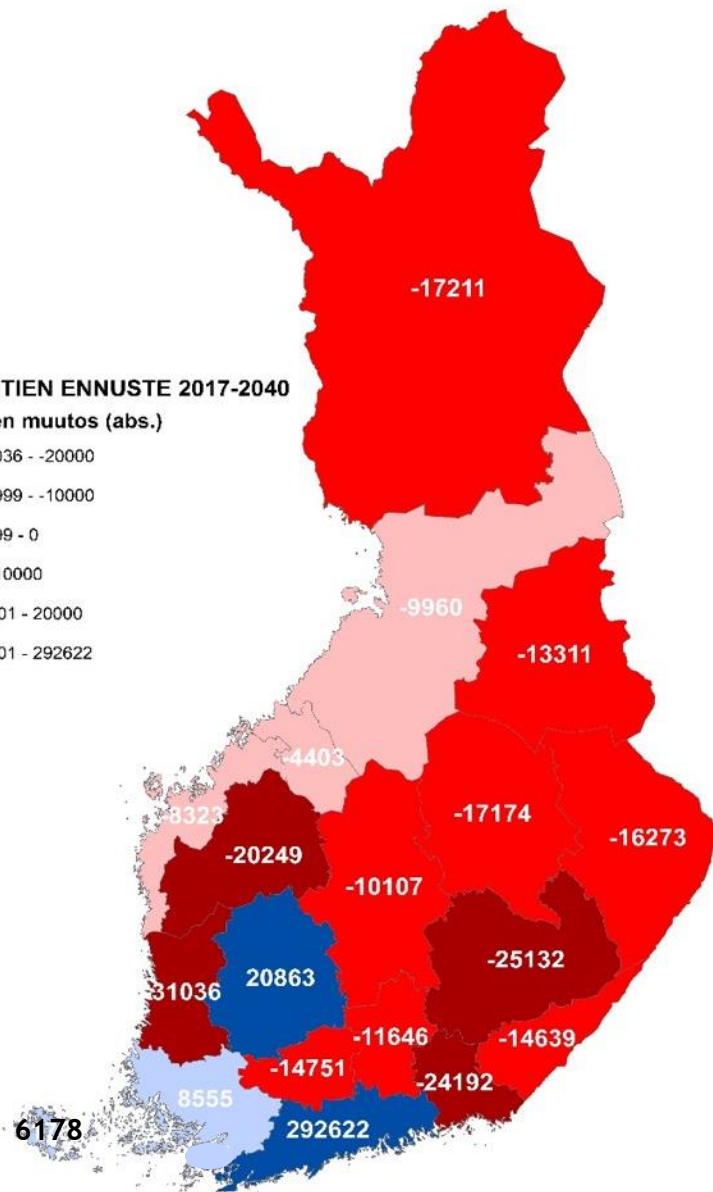 -17211
TIEN ENNUSTE 2017-2040
en muutos (abs.)
036 - -20000
999 - -10000
99 - 0
10000
01 - 20000
01 - 292622
-9960
-13311
-4403
-8323
-17174
-16273
-20249
-10107
-25132
20863
-31036
-11646
-14639
-14751
-24192
8555
6178
292622